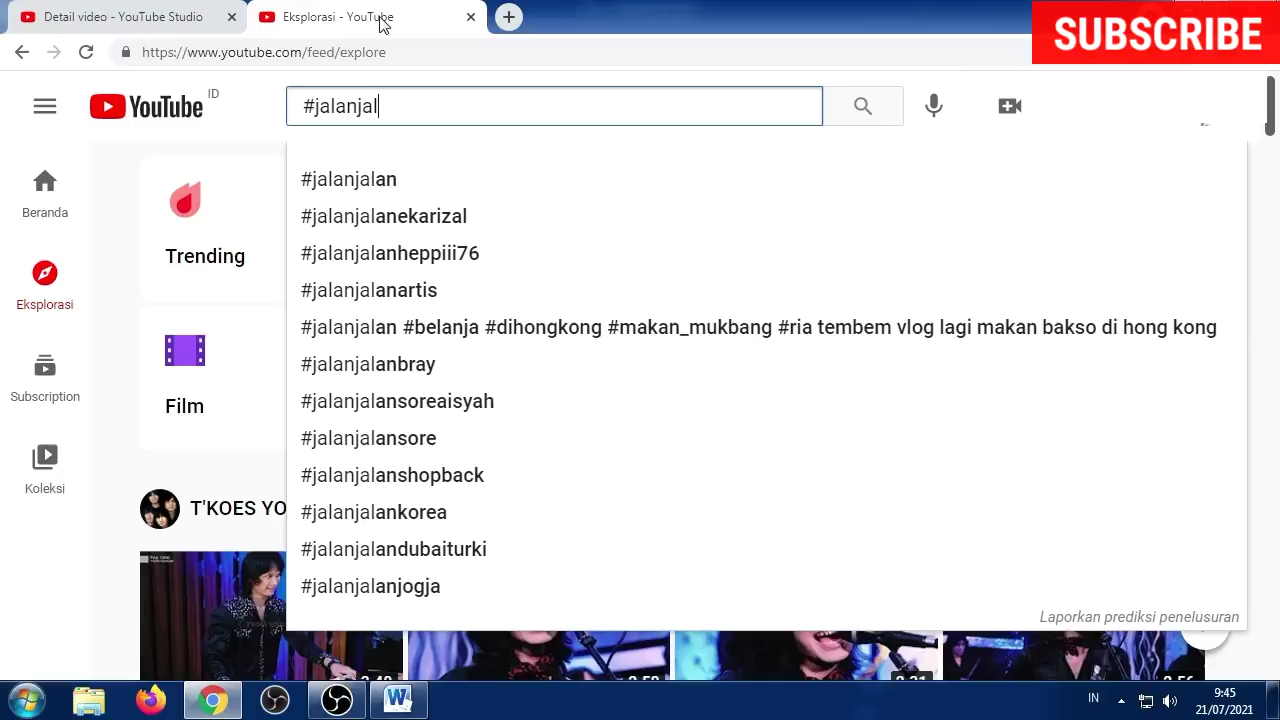 Detail video - YouTube Studio
Eksplorasi - YouTube
SUBSCRIBE
https://www.youtube.com/feed/explore
YouTube ID
#jalanjal
Beranda
Eksplorasi
Subscription
Koleksi
Trending
Film
T'KOES YO
#jalanjalan
#jalanjalanekarizal
#jalanjalanheppiii76
#jalanjalanartis
#jalanjalan #belanja #dihongkong #makan_mukbang #ria tembem vlog lagi makan bakso di hong kong
#jalanjalanbray
#jalanjalansoreaisyah
#jalanjalansore
#jalanjalanshopback
#jalanjalankorea
#jalanjalandubaiturki
#jalanjalanjogja
Laporkan prediksi penelusuran
IN
9:45
21/07/2021